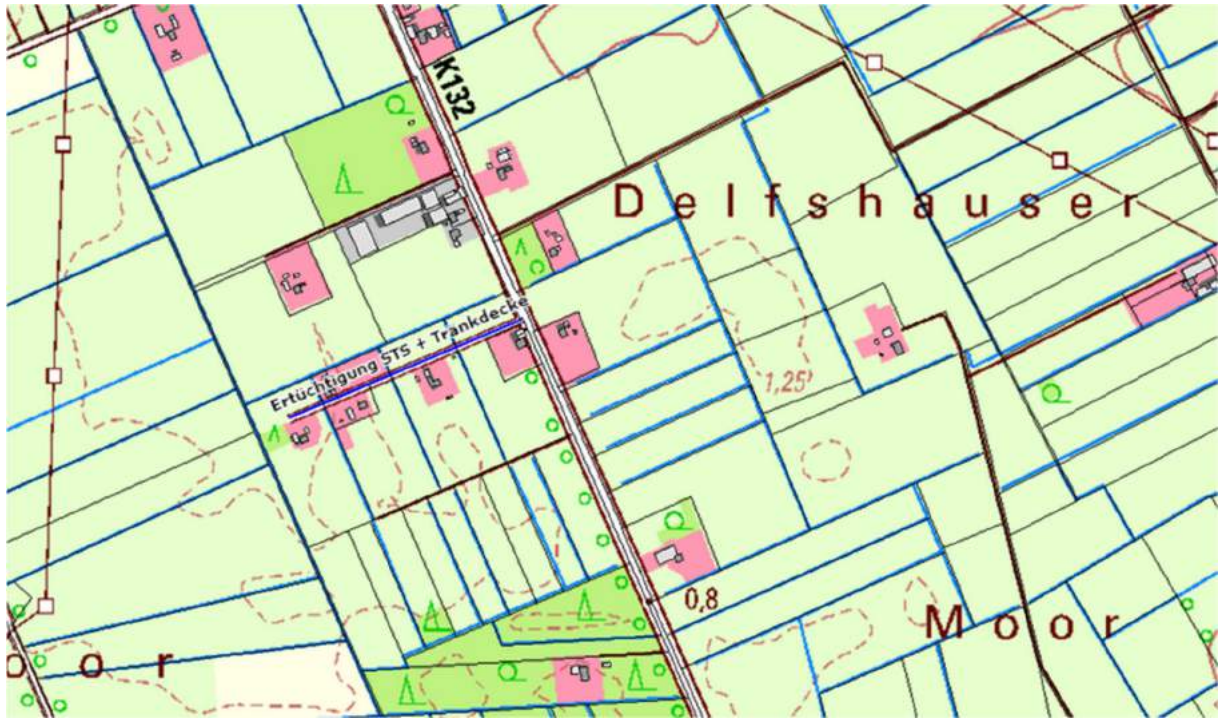 K132
Delfshauser
Ertüchtigung STS + Trankdecke
1,25
0,8
Moor
oor